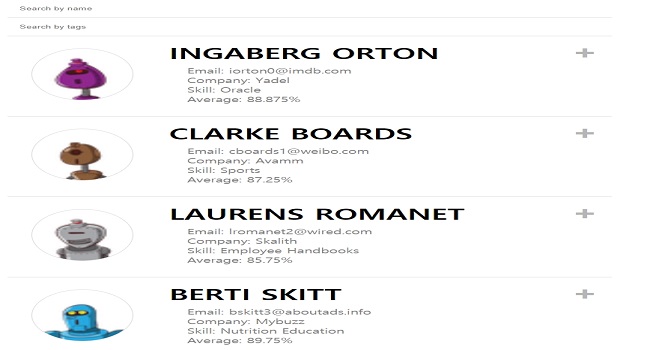 Search by name
Search by tags
INGABERG ORTON
Email: iorton0@imdb.com
Company: Yadel
Skill: Oracle
Average: 88.875%
CLARKE BOARDS
Email: cboards1@weibo.com
Company: Avamm
Skill: Sports
Average: 87.25%
LAURENS ROMANET
Email: lromanet2@wired.com
Company: Skalith
Skill: Employee Handbooks
Average: 85.75%
BERTI SKITT
Email: bskitt3@aboutads.info
Company: Mybuzz
Skill: Nutrition Education
Average: 89.75%